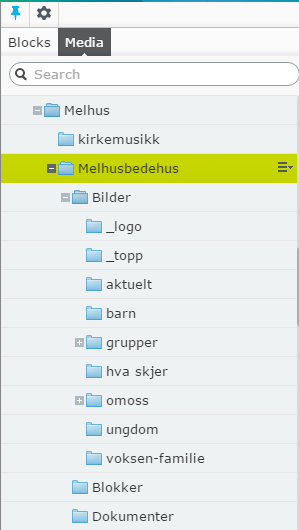 Blocks Media
Search
Melhus
kirkemusikk
Melhusbedehus
Bilder
_logo
_topp
aktuelt
barn
grupper
hva skjer
omoss
ungdom
voksen-familie
Blokker
Dokumenter